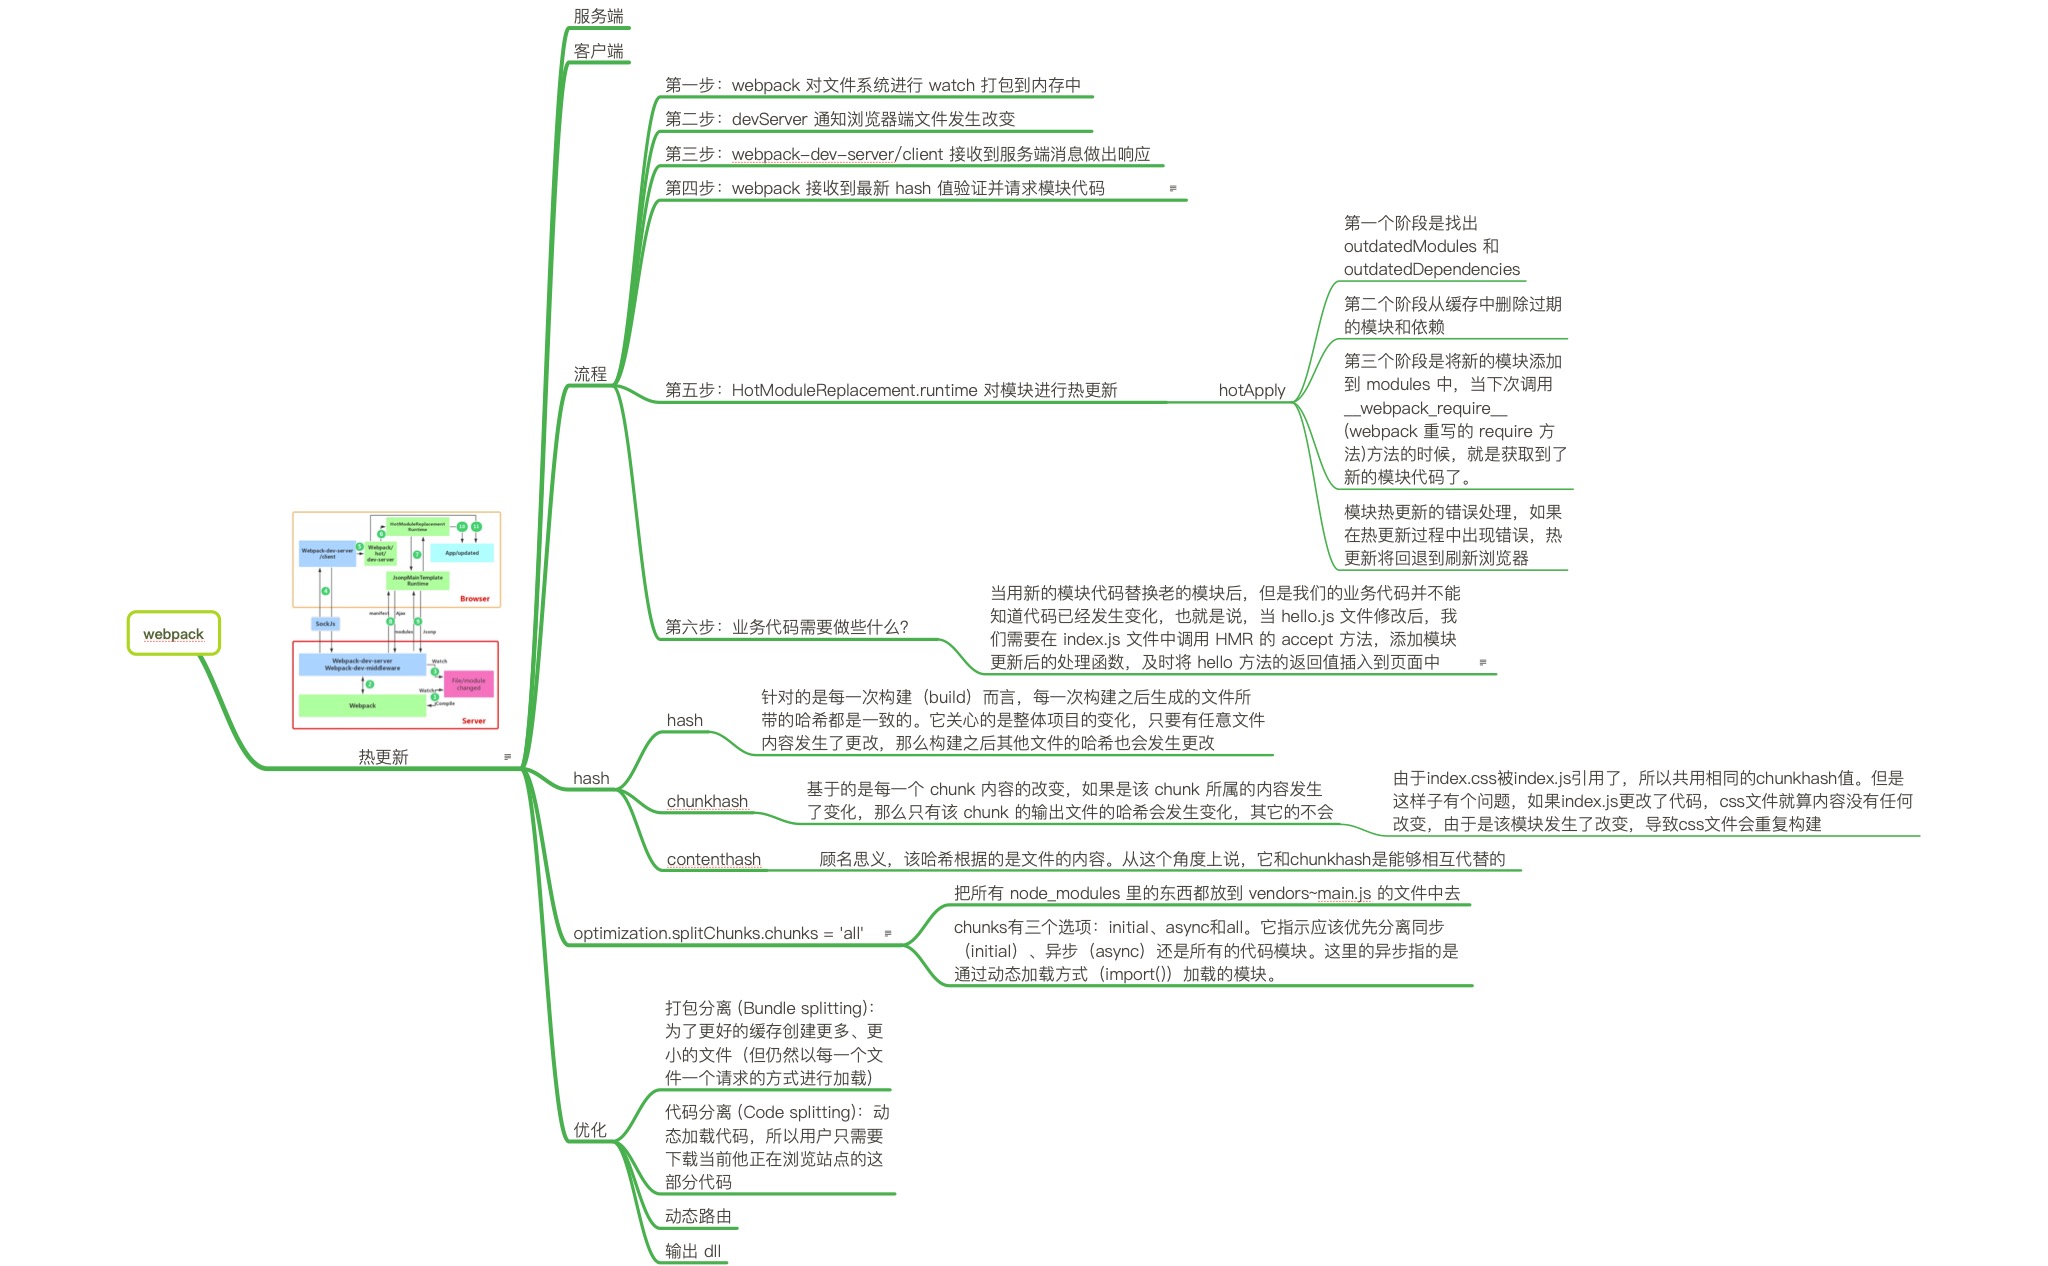 webpack
热更新
HotModuleReplacement
Runtime
Webpack-dev-server
/client
Webpack/
hot/
dev-server
App/updated
JsonpMainTemplate
Runtime
Browser
manifest
Ajax
modules
Jsonp
SockJs
Webpack-dev-server
Webpack-dev-middleware
Watch
File/module
changed
Watch
Compile
Webpack
Server
1
2
3
4
5
6
7
8
9
10
11
服务端
客户端
流程
第一步：webpack 对文件系统进行 watch 打包到内存中
第二步：devServer 通知浏览器端文件发生改变
第三步：webpack-dev-server/client 接收到服务端消息做出响应
第四步：webpack 接收到最新 hash 值验证并请求模块代码
第五步：HotModuleReplacement.runtime 对模块进行热更新
hotApply
第一个阶段是找出
outdatedModules 和
outdatedDependencies
第二个阶段从缓存中删除过期
的模块和依赖
第三个阶段是将新的模块添加
到 modules 中，当下次调用
__webpack_require__
(webpack 重写的 require 方
法)方法的时候，就是获取到了
新的模块代码了。
模块热更新的错误处理，如果
在热更新过程中出现错误，热
更新将回退到刷新浏览器
第六步：业务代码需要做些什么？
当用新的模块代码替换老的模块后，但是我们的业务代码并不能
知道代码已经发生变化，也就是说，当 hello.js 文件修改后，我
们需要在 index.js 文件中调用 HMR 的 accept 方法，添加模块
更新后的处理函数，及时将 hello 方法的返回值插入到页面中
hash
hash
针对的是每一次构建（build）而言，每一次构建之后生成的文件所
带的哈希都是一致的。它关心的是整体项目的变化，只要有任意文件
内容发生了更改，那么构建之后其他文件的哈希也会发生更改
chunkhash
基于的是每一个 chunk 内容的改变，如果是该 chunk 所属的内容发生
了变化，那么只有该 chunk 的输出文件的哈希会发生变化，其它的不会
由于index.css被index.js引用了，所以共用相同的chunkhash值。但是
这样子有个问题，如果index.js更改了代码，css文件就算内容没有任何
改变，由于是该模块发生了改变，导致css文件会重复构建
contenthash
顾名思义，该哈希根据的是文件的内容。从这个角度上说，它和chunkhash是能够相互代替的
optimization.splitChunks.chunks = 'all'
把所有 node_modules 里的东西都放到 vendors~main.js 的文件中去
chunks有三个选项：initial、async和all。它指示应该优先分离同步
（initial）、异步（async）还是所有的代码模块。这里的异步指的是
通过动态加载方式（import()）加载的模块。
优化
打包分离 (Bundle splitting)：
为了更好的缓存创建更多、更
小的文件（但仍然以每一个文
件一个请求的方式进行加载）
代码分离 (Code splitting)：动
态加载代码，所以用户只需要
下载当前他正在浏览站点的这
部分代码
动态路由
输出 dll